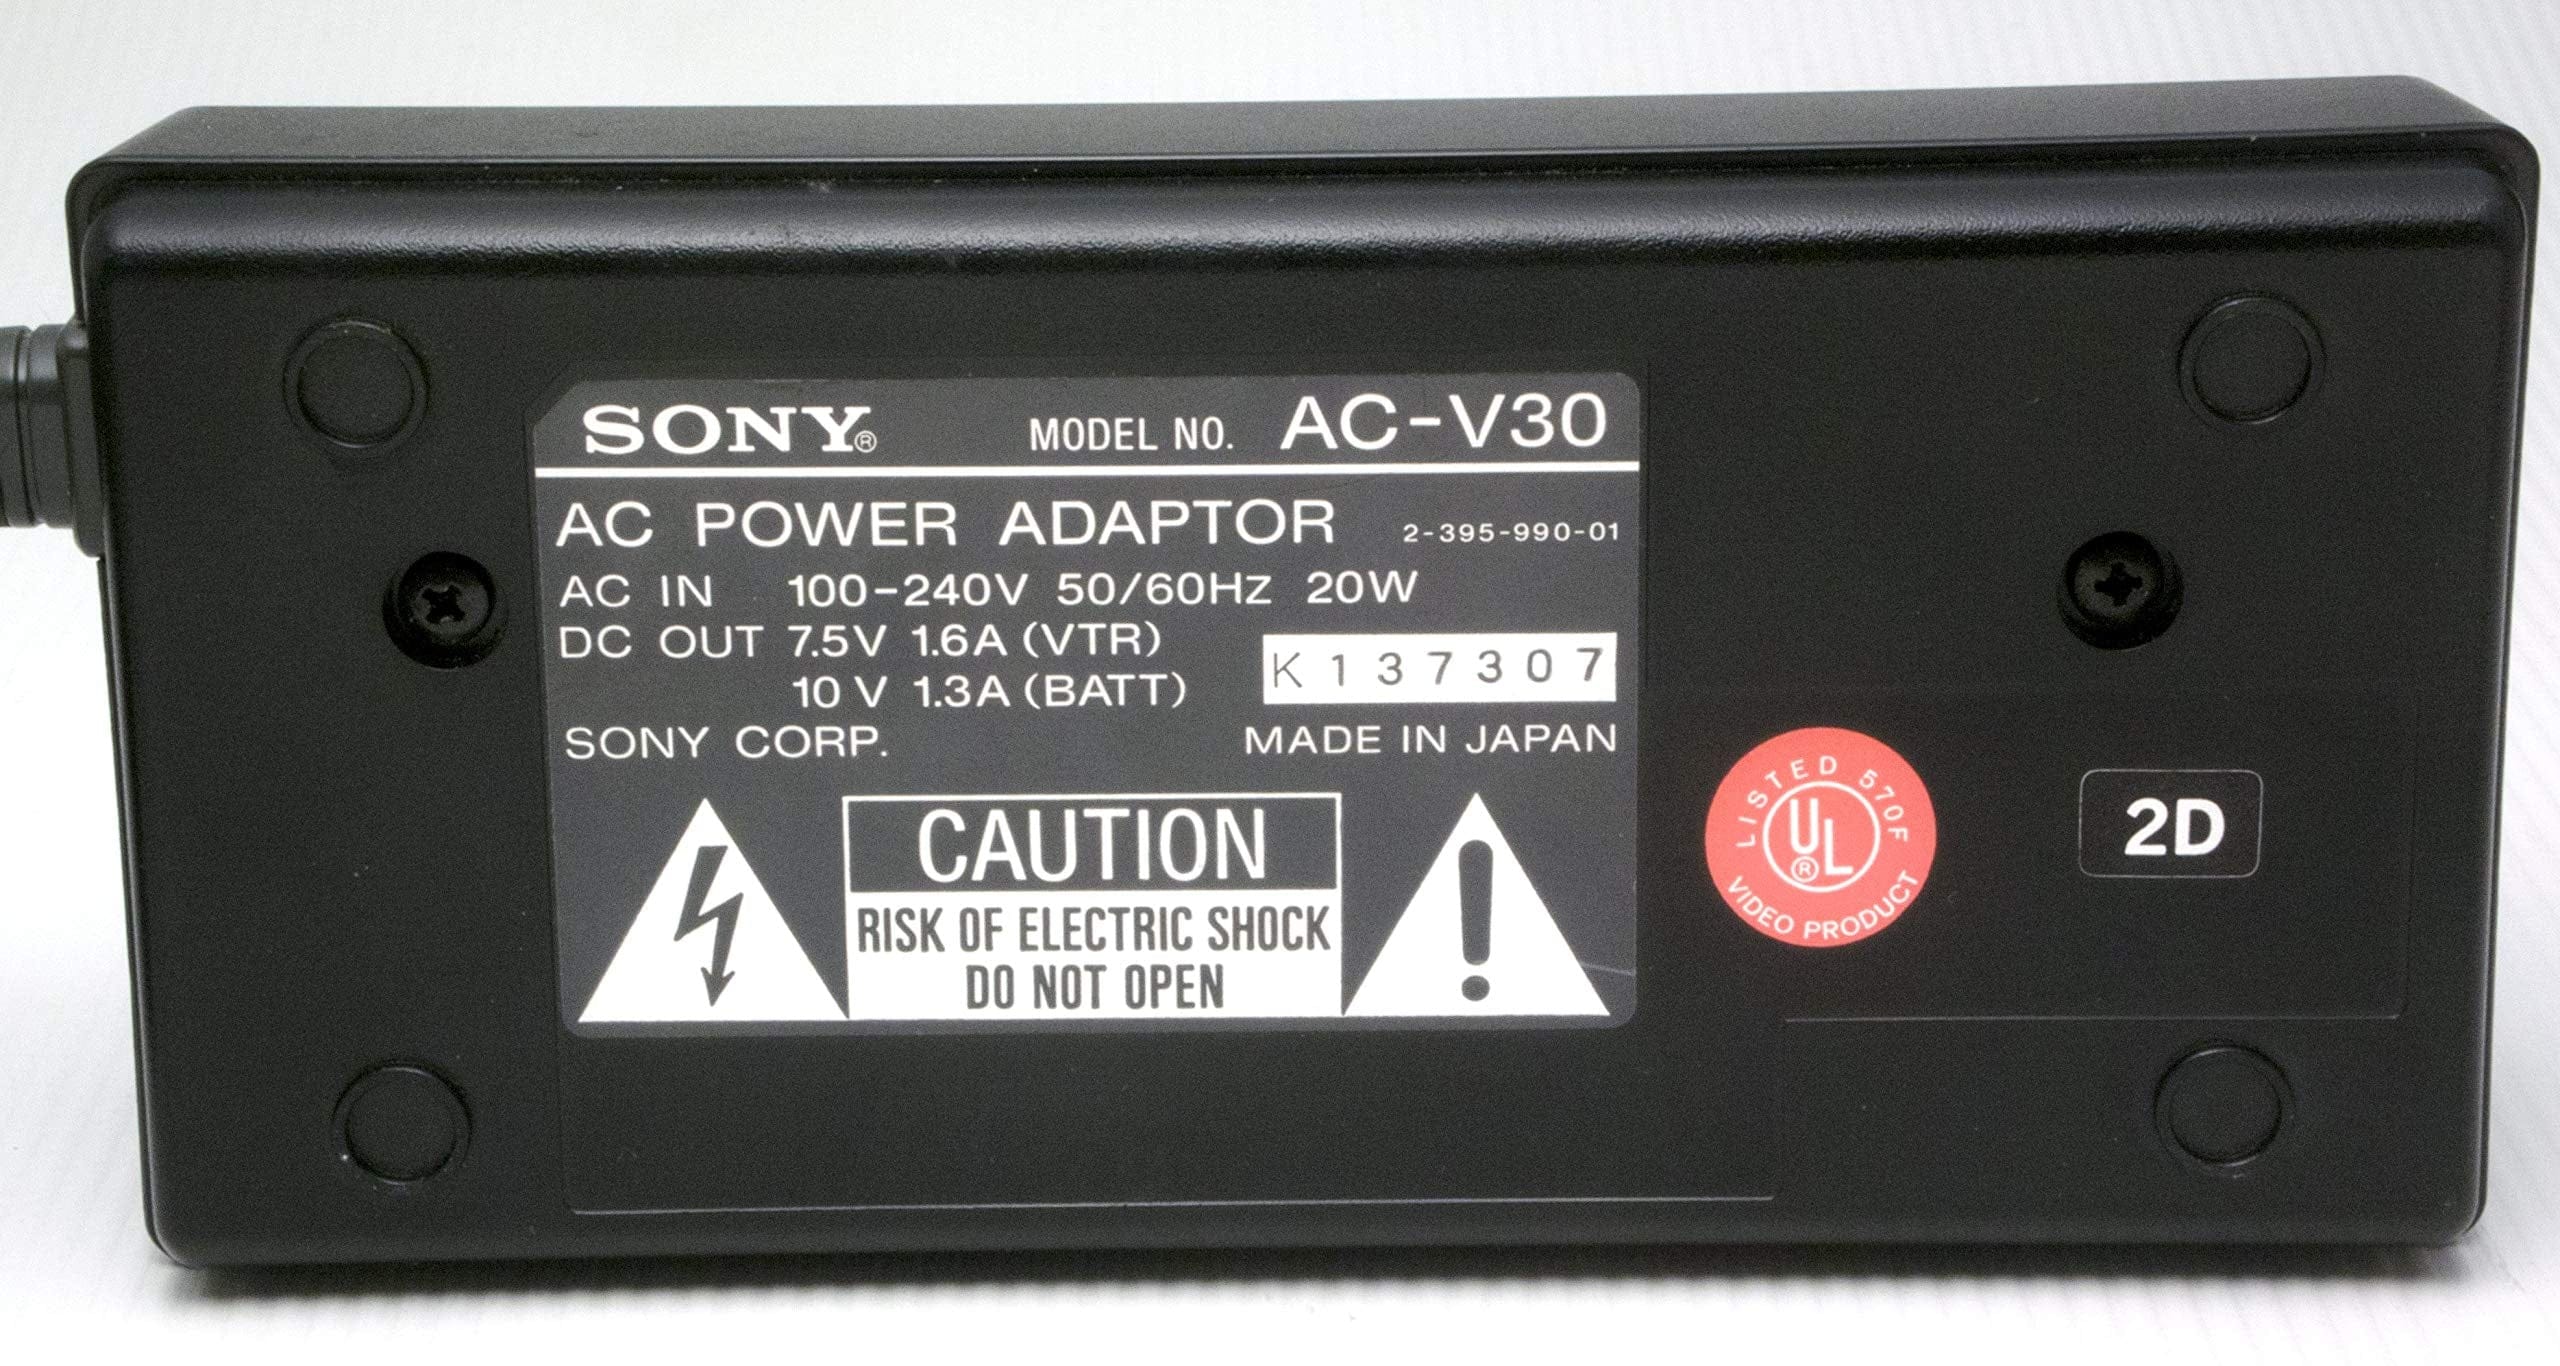 SONY® MODEL NO. AC-V30
AC POWER ADAPTOR 2-395-990-01
AC IN 100-240V 50/60Hz 20W
DC OUT 7.5V 1.6A (VTR)
10V 1.3A (BATT)
K137307
SONY CORP. MADE IN JAPAN
CAUTION
RISK OF ELECTRIC SHOCK
DO NOT OPEN
LISTED 570F
UL®
VIDEO PRODUCT
2D